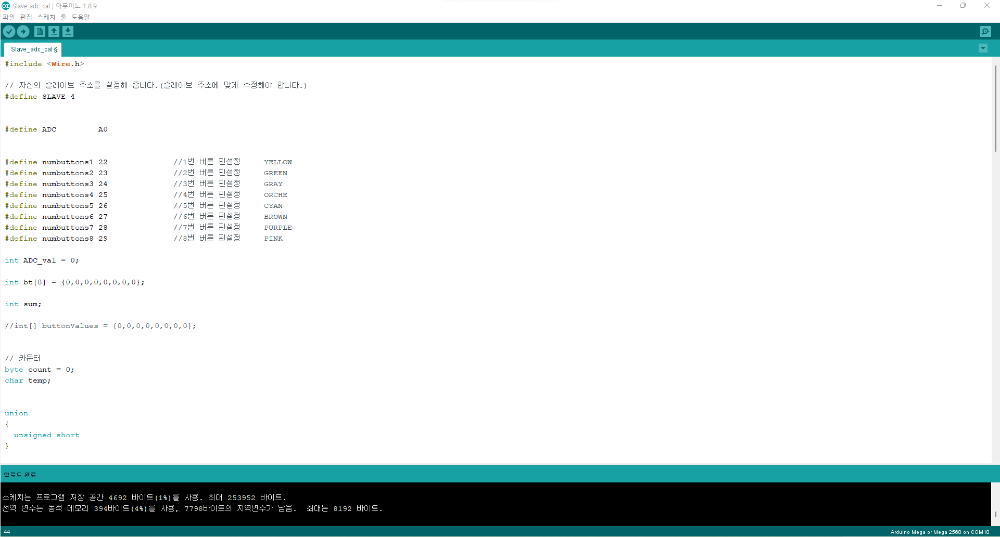 Slave_adc_cal | 아두이노 1.8.9
파일 편집 스케치 툴 도움말
Slave_adc_cal §
#include <Wire.h>
// 자신의 슬레이브 주소를 설정해 줍니다.(슬레이브 주소에 맞게 수정해야 합니다.)
#define SLAVE 4
#define ADC         A0
#define numbuttons1 22              //1번 버튼 핀설정     YELLOW
#define numbuttons2 23              //2번 버튼 핀설정     GREEN
#define numbuttons3 24              //3번 버튼 핀설정     GRAY
#define numbuttons4 25              //4번 버튼 핀설정     ORCHE
#define numbuttons5 26              //5번 버튼 핀설정     CYAN
#define numbuttons6 27              //6번 버튼 핀설정     BROWN
#define numbuttons7 28              //7번 버튼 핀설정     PURPLE
#define numbuttons8 29              //8번 버튼 핀설정     PINK
int ADC_val = 0;
int bt[8] = {0,0,0,0,0,0,0,0};
int sum;
//int[] buttonValues = {0,0,0,0,0,0,0,0};
// 카운터
byte count = 0;
char temp;
union
{
  unsigned short
}
업로드 완료.
스케치는 프로그램 저장 공간 4692 바이트(1%)를 사용. 최대 253952 바이트.
전역 변수는 동적 메모리 394바이트(4%)를 사용, 7798바이트의 지역변수가 남음.  최대는 8192 바이트.
44
Arduino Mega or Mega 2560 on COM10